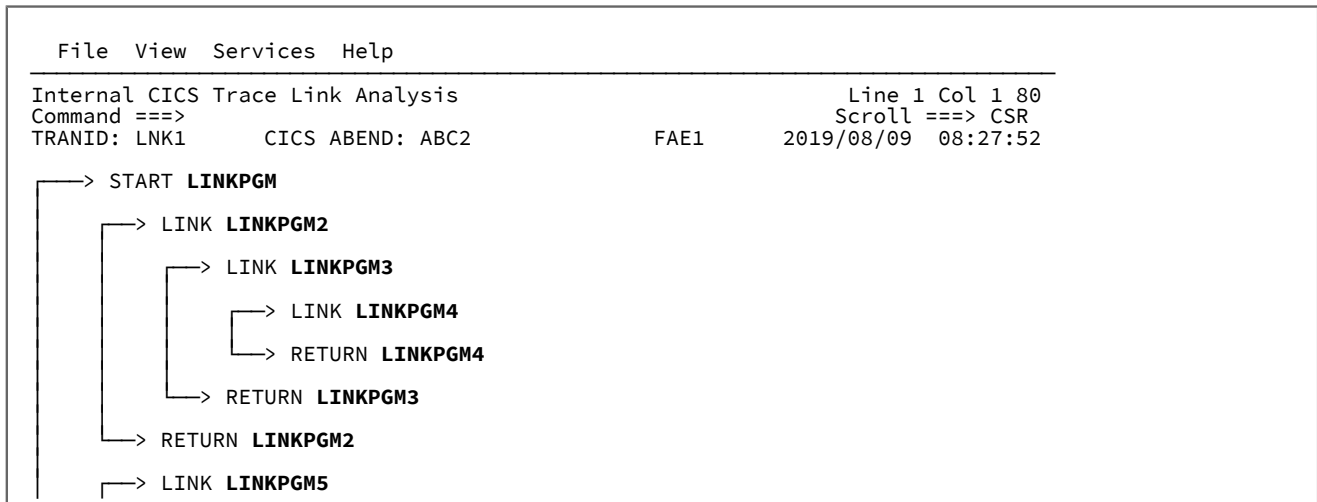 File View Services Help
Internal CICS Trace Link Analysis Line 1 Col 1 80
Command ===> Scroll ===> CSR
TRANID: LNK1 CICS ABEND: ABC2 FAE1 2019/08/09 08:27:52
> START LINKPGM
> LINK LINKPGM2
> LINK LINKPGM3
> LINK LINKPGM4
> RETURN LINKPGM4
> RETURN LINKPGM3
> RETURN LINKPGM2
> LINK LINKPGM5